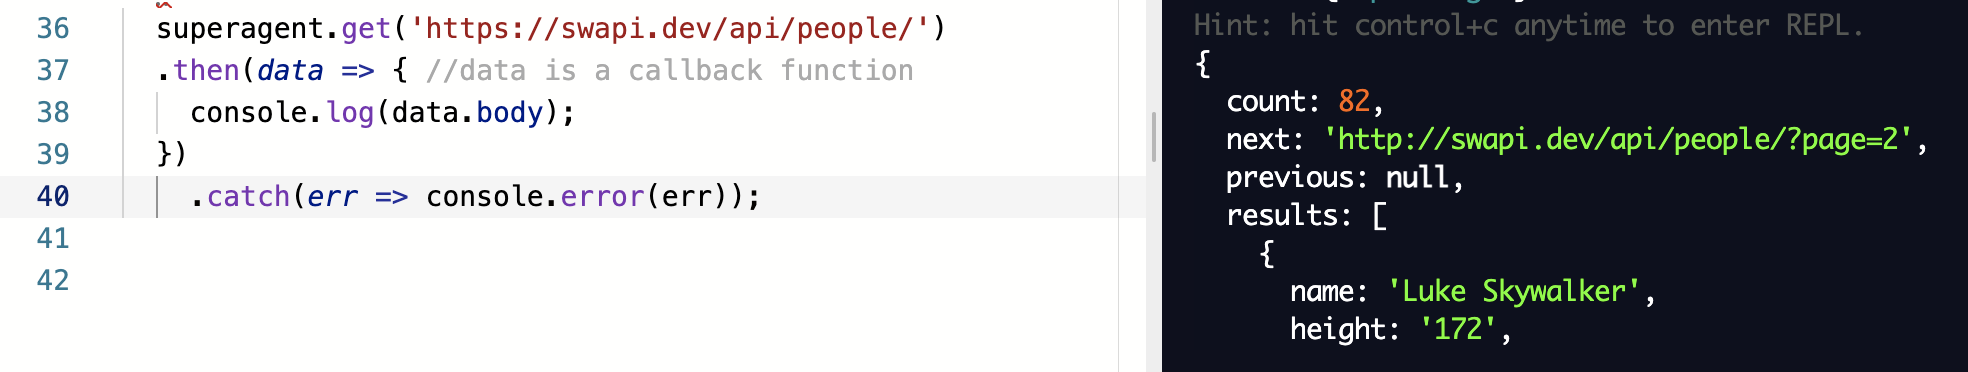 36 superagent.get('https://swapi.dev/api/people/')
37 .then(data => { //data is a callback function
38 console.log(data.body);
39 })
40 .catch(err => console.error(err));
41
42
Hint: hit control+c anytime to enter REPL.
{
count: 82,
next: 'http://swapi.dev/api/people/?page=2',
previous: null,
results: [
{
name: 'Luke Skywalker',
height: '172',